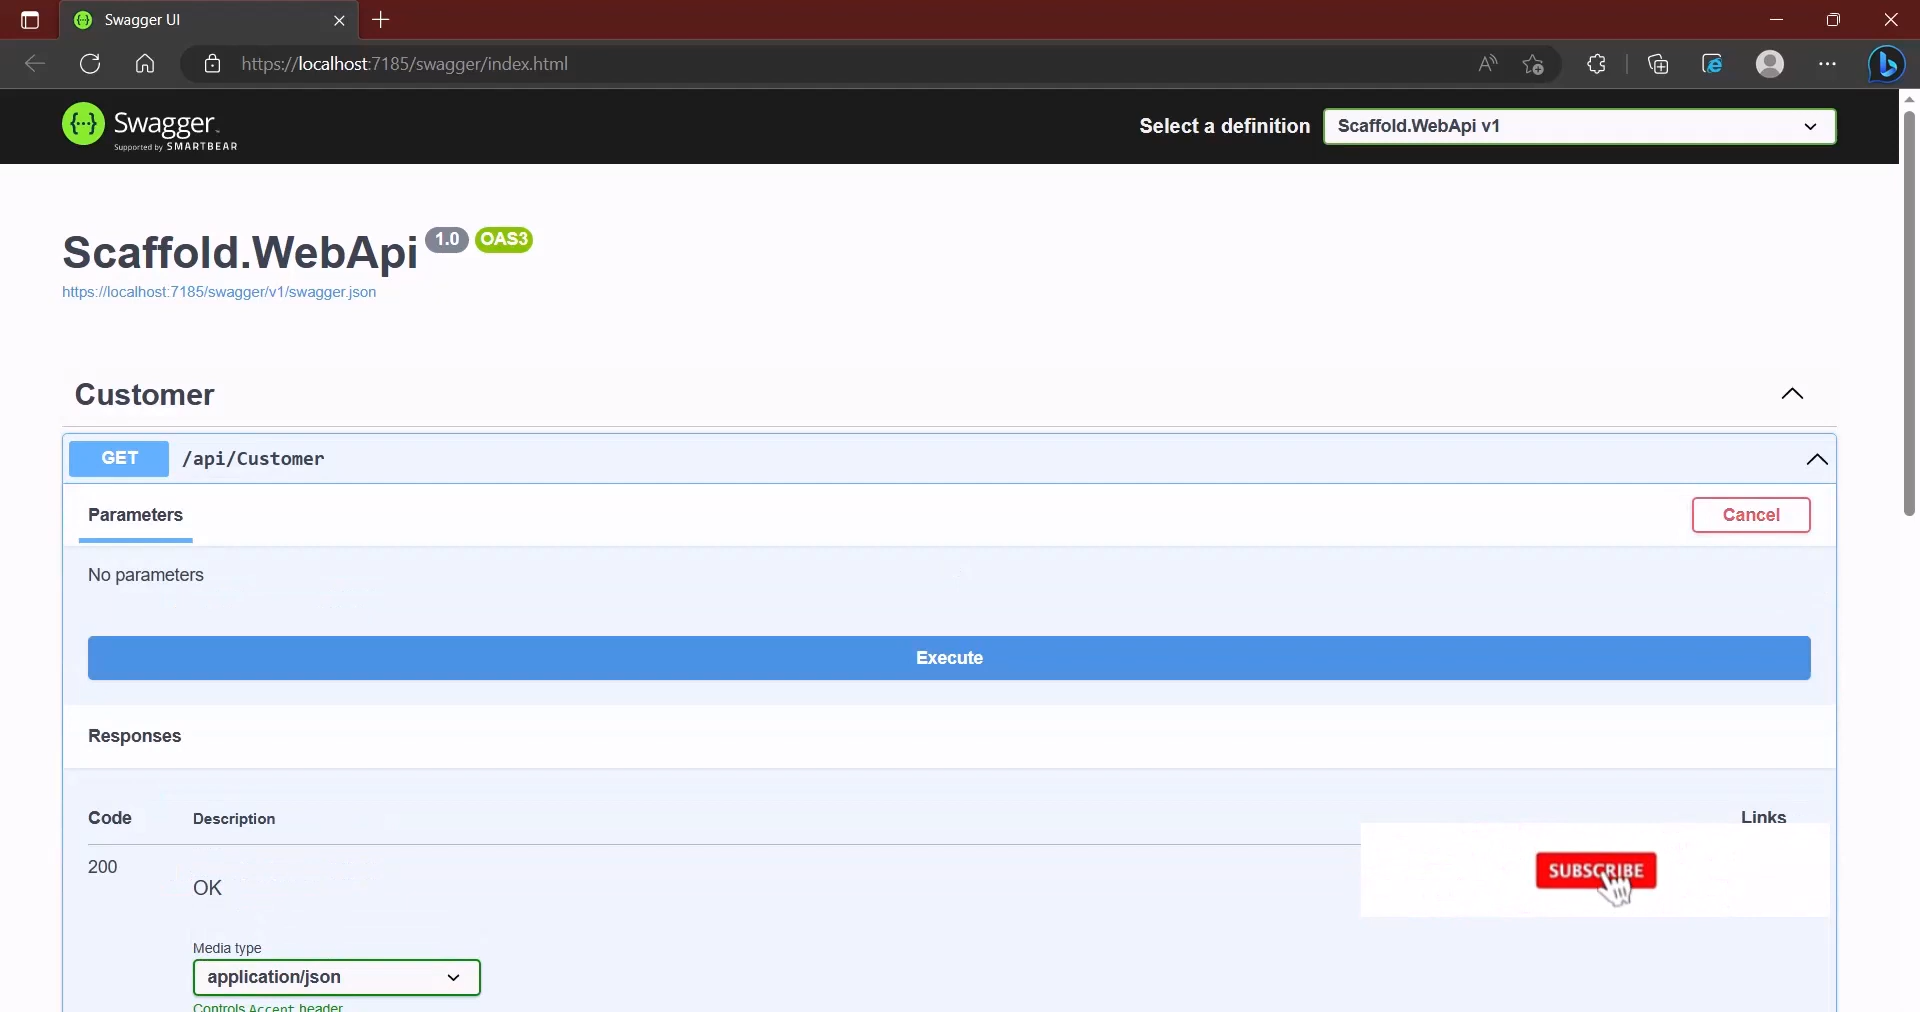 Swagger UI
https://localhost:7185/swagger/index.html
Swagger
Supported by SMARTBEAR
Select a definition
Scaffold.WebApi v1
Scaffold.WebApi 1.0 OAS3
https://localhost:7185/swagger/v1/swagger.json
Customer
GET /api/Customer
Parameters
Cancel
No parameters
Execute
Responses
Code Description Links
200
OK
SUBSCRIBE
Media type
application/json
Controls Accept header